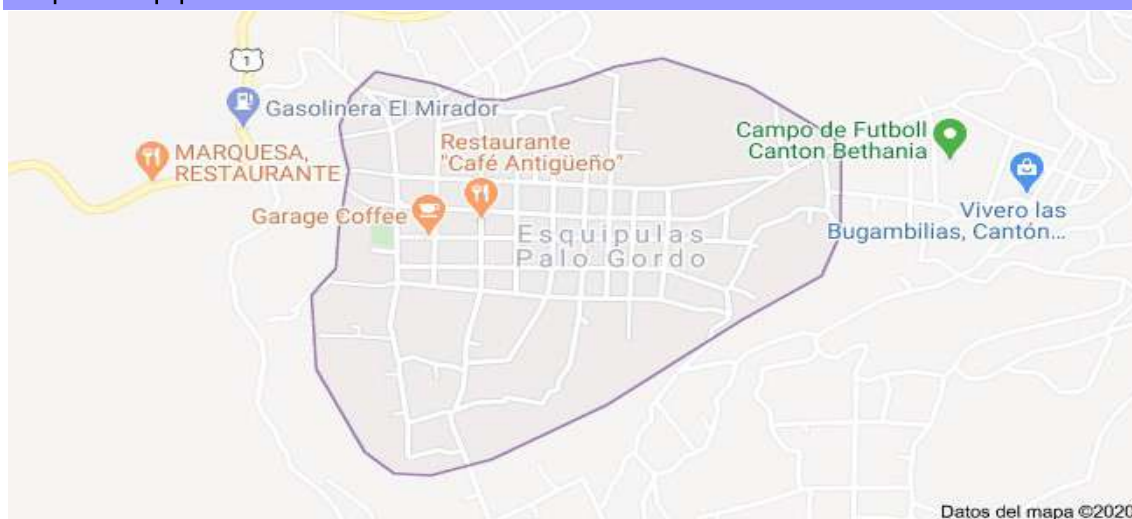 1
Gasolinera El Mirador
MARQUESA,
RESTAURANTE
Restaurante
"Café Antigüeño"
Garage Coffee
Esquipulas
Palo Gordo
Campo de Futboll
Canton Bethania
Vivero las
Bugambilias, Cantón...
Datos del mapa ©2020